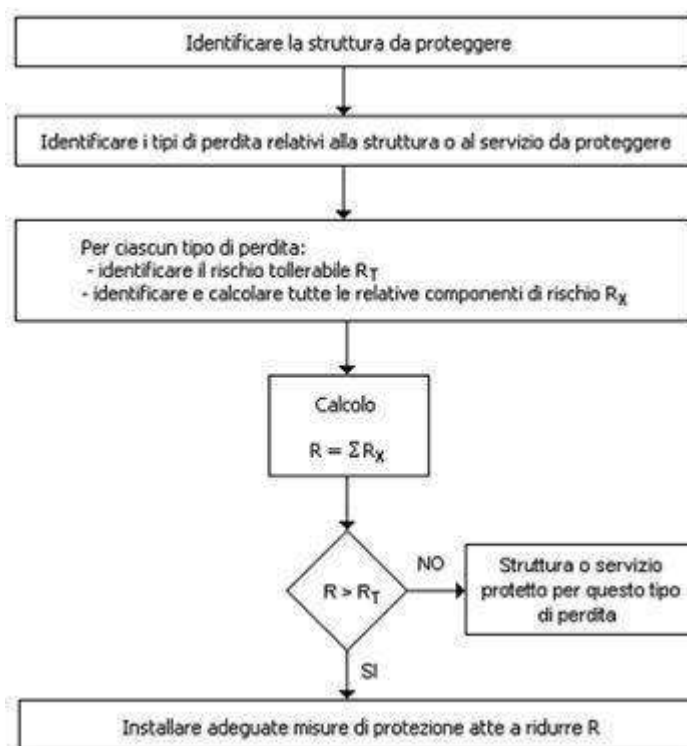 Identificare la struttura da proteggere
Identificare i tipi di perdita relativi alla struttura o al servizio da proteggere
Per ciascun tipo di perdita:
- identificare il rischio tollerabile RT
- identificare e calcolare tutte le relative componenti di rischio RX
Calcolo
R = ΣRX
R > RT
NO
Struttura o servizio
protetto per questo tipo
di perdita
SI
Installare adeguate misure di protezione atte a ridurre R